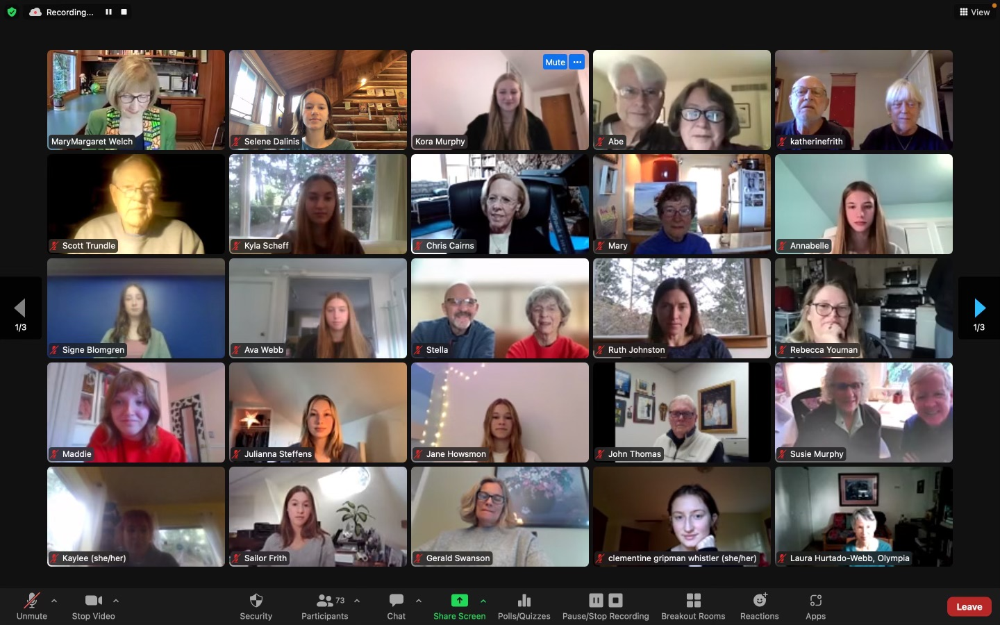 Recording...
View
Mute
MaryMargaret Welch
Selene Dalinis
Kora Murphy
Abe
katherinefrith
Scott Trundle
Kyla Scheff
Chris Cairns
Mary
Annabelle
1/3
1/3
Signe Blomgren
Ava Webb
Stella
Ruth Johnston
Rebecca Youman
Maddie
Julianna Steffens
Jane Howsmon
John Thomas
Susie Murphy
Kaylee (she/her)
Sailor Frith
Gerald Swanson
clementine gripman whistler (she/her)
Laura Hurtado-Webb, Olympia
73
Unmute
Stop Video
Security
Participants
Chat
Share Screen
Polls/Quizzes
Pause/Stop Recording
Breakout Rooms
Reactions
Apps
Leave